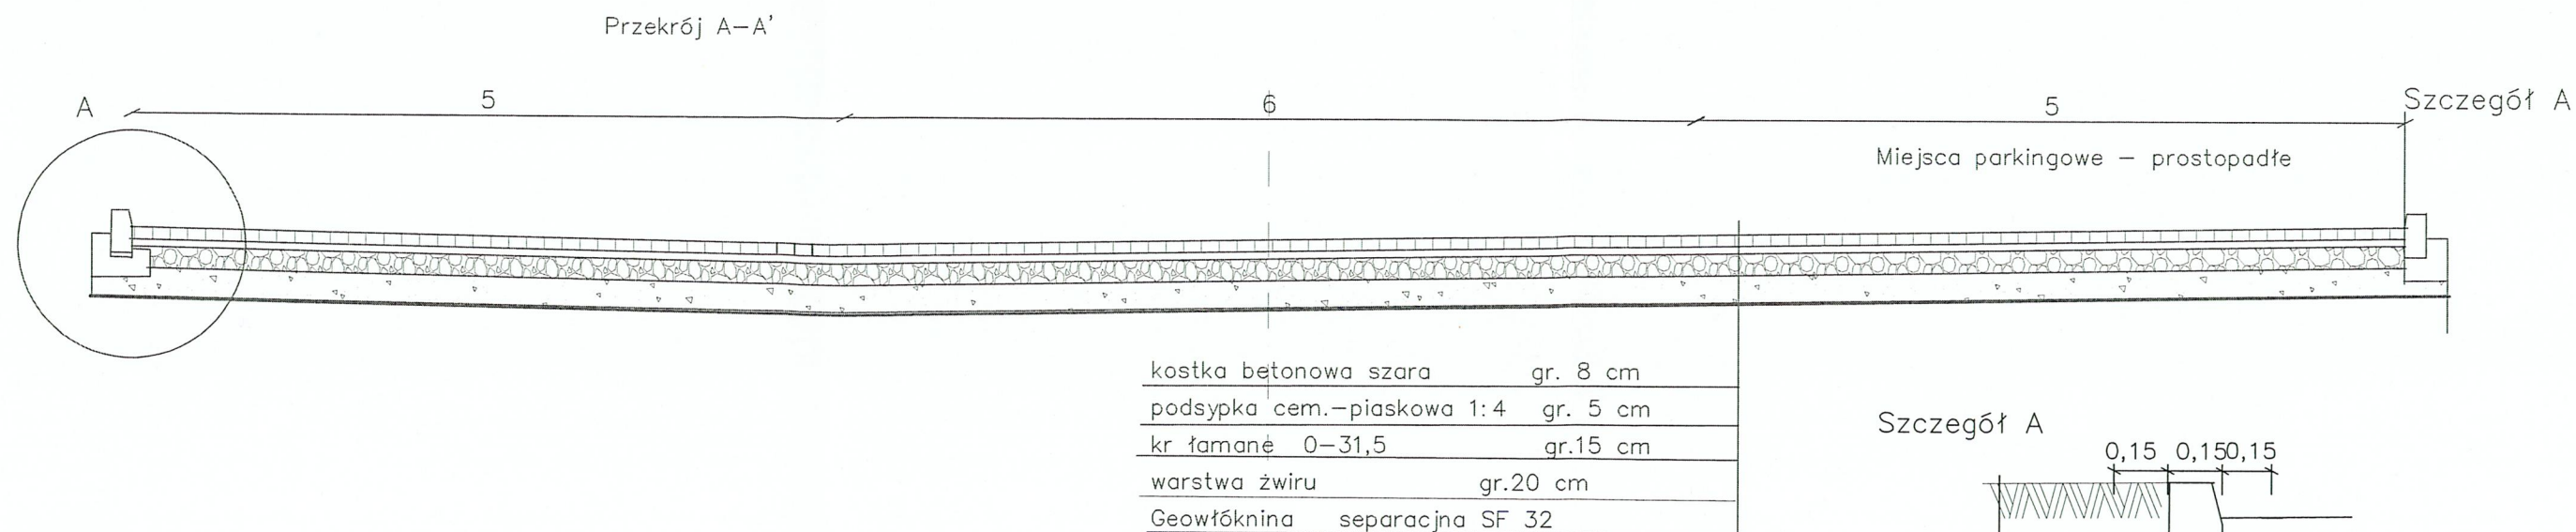 Przekrój A-A'
A 5 6 5 Szczegół A
Miejsca parkingowe - prostopadłe
kostka betonowa szara gr. 8 cm
podsypka cem.-piaskowa 1:4 gr. 5 cm
kr łamane 0-31,5 gr.15 cm
warstwa żwiru gr.20 cm
Geowłóknina separacjna SF 32
Szczegół A
0,15 0,15 0,15